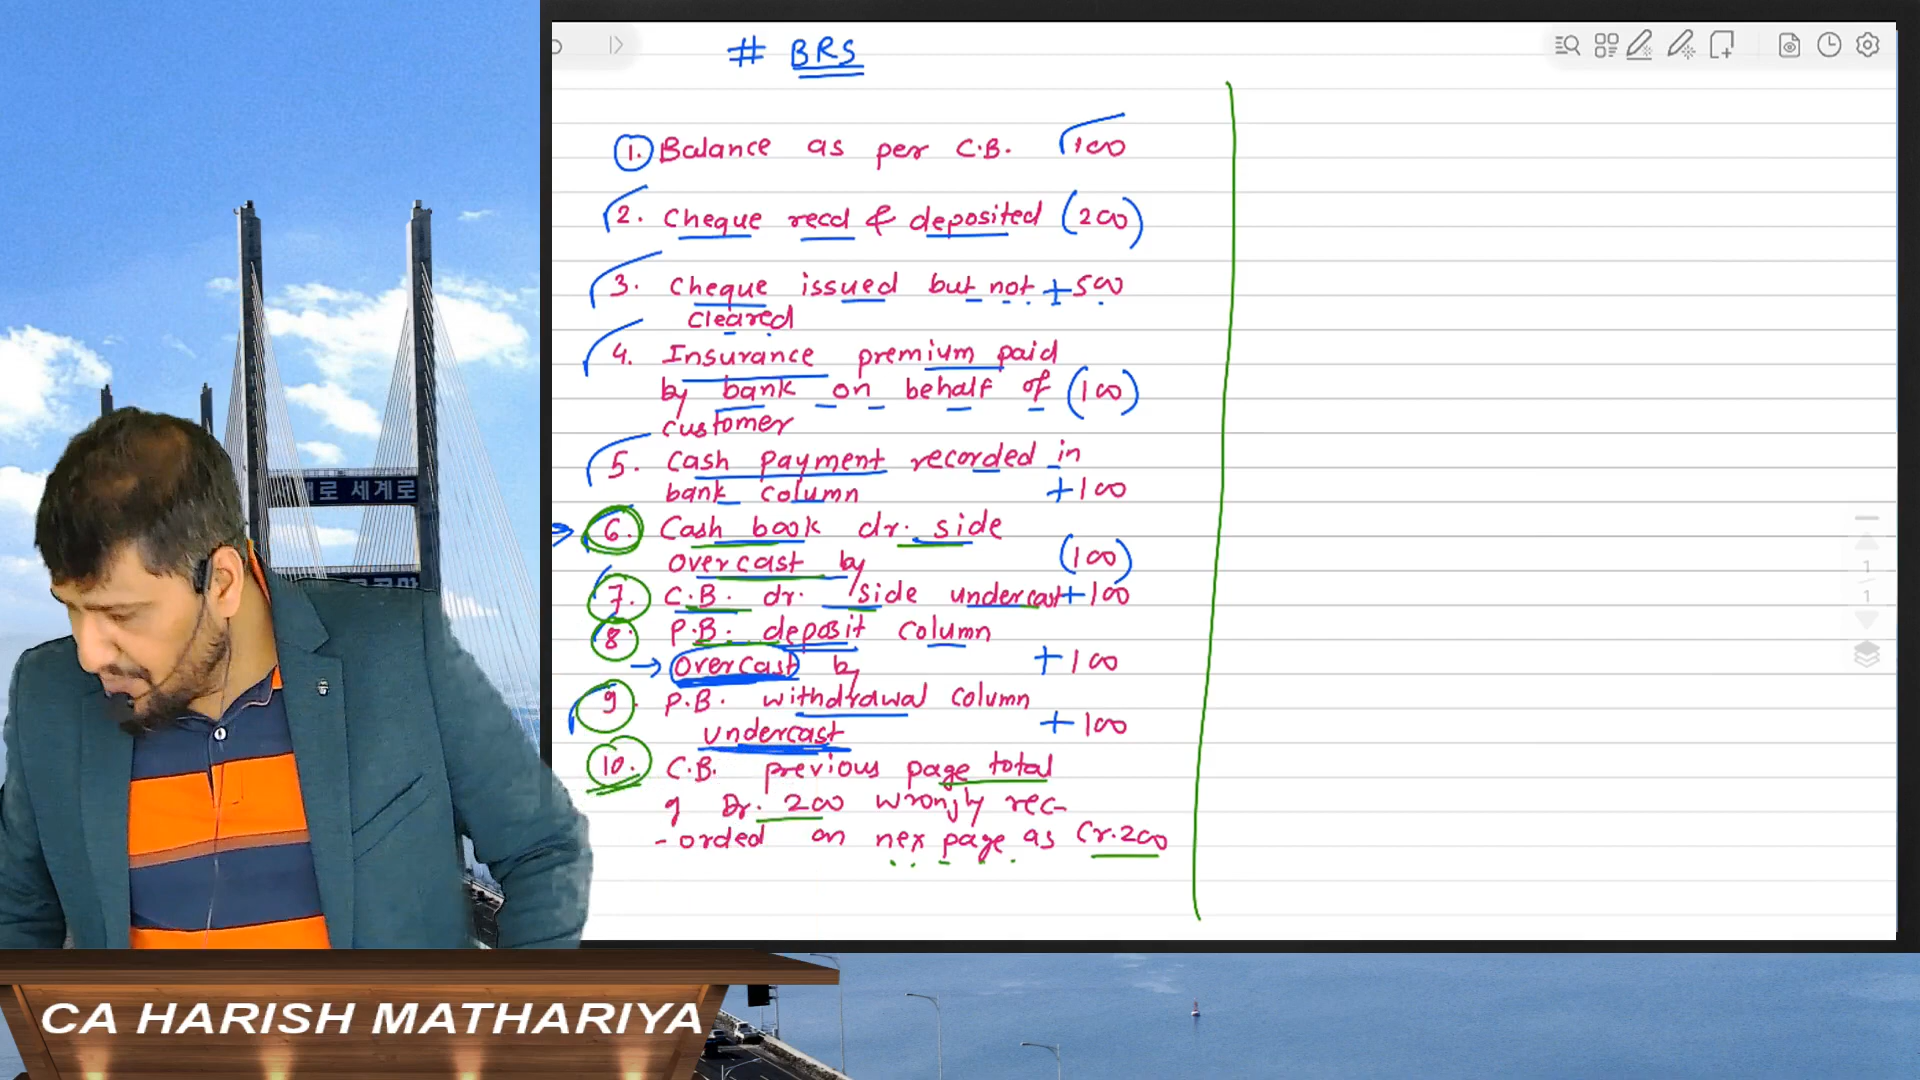 # BRS
1. Balance as per C.B. 100
2. Cheque recd & deposited (200)
3. Cheque issued but not +500
cleared
4. Insurance premium paid
by bank on behalf of (100)
customer
5. Cash payment recorded in
bank column +100
6. Cash book dr. side
overcast by (100)
7. C.B. dr. side undercast +100
8. P.B. deposit column
→ overcast by +100
9. P.B. withdrawal column
undercast +100
10. C.B. previous page total
of Dr. 200 wrongly rec-
-orded on nex page as Cr.200
1
1
로 세계로
CA HARISH MATHARIYA